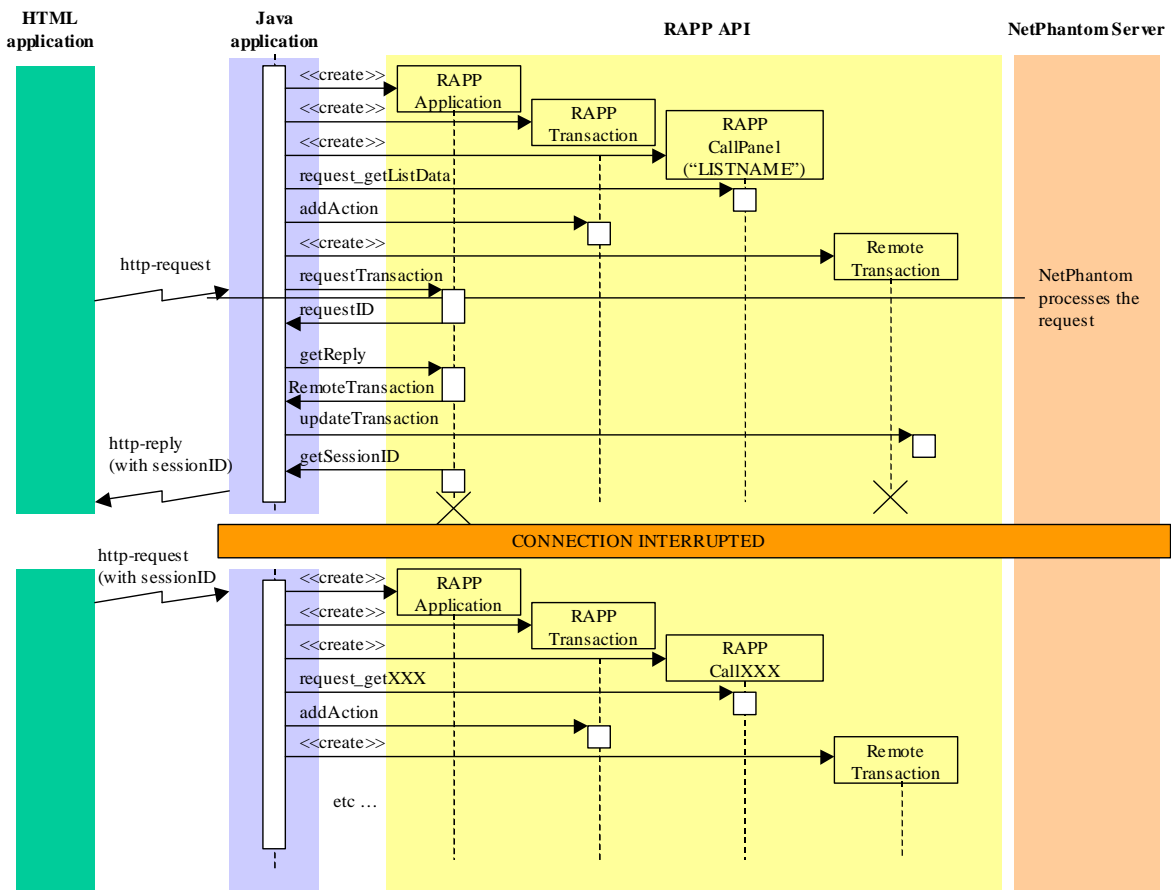 HTML
application
Java
application
RAPP API
NetPhantom Server
<<create>>
RAPP
Application
<<create>>
RAPP
Transaction
<<create>>
RAPP
CallPanel
(“LISTNAME”)
request_getListData
addAction
<<create>>
Remote
Transaction
http-request
requestTransaction
NetPhantom
processes the
request
requestID
getReply
RemoteTransaction
updateTransaction
http-reply
(with sessionID)
getSessionID
CONNECTION INTERRUPTED
http-request
(with sessionID
<<create>>
RAPP
Application
<<create>>
RAPP
Transaction
<<create>>
RAPP
CallXXX
request_getXXX
addAction
<<create>>
Remote
Transaction
etc …